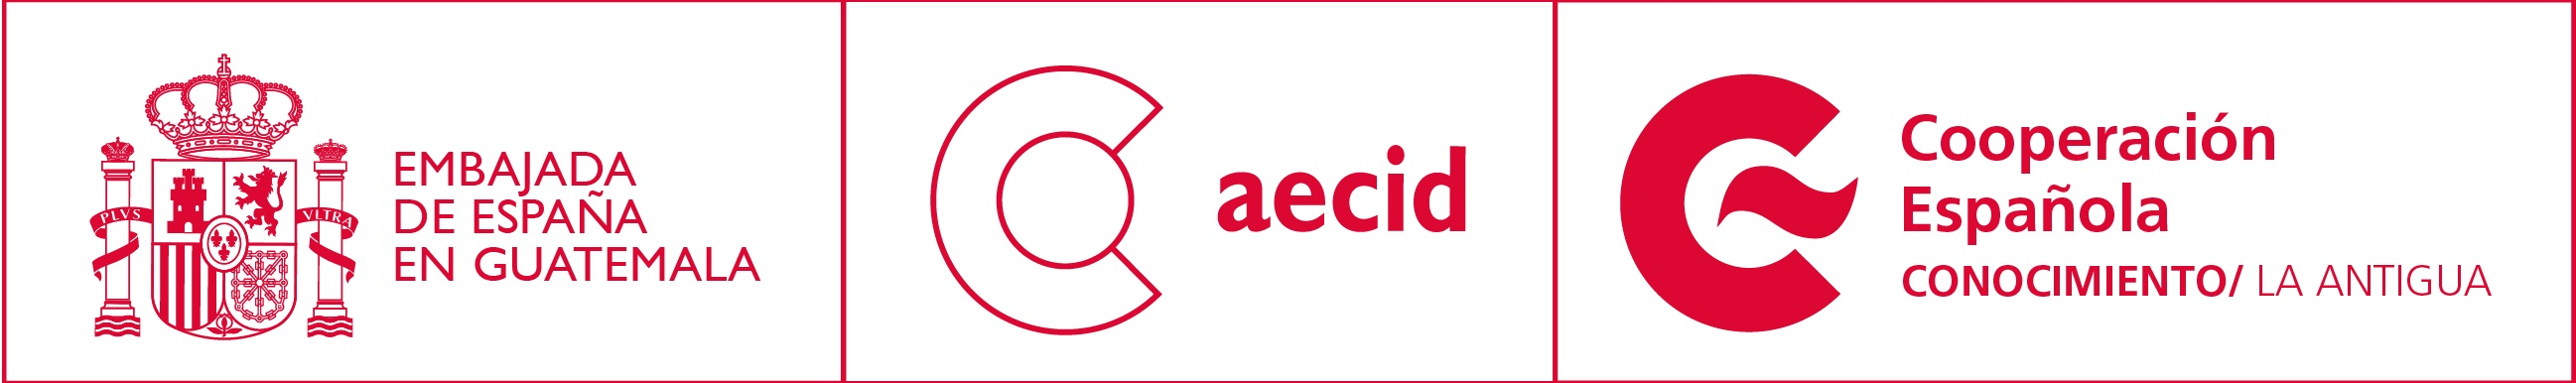 PLVS VLTRA
EMBAJADA
DE ESPAÑA
EN GUATEMALA
aecid
Cooperación
Española
CONOCIMIENTO/ LA ANTIGUA